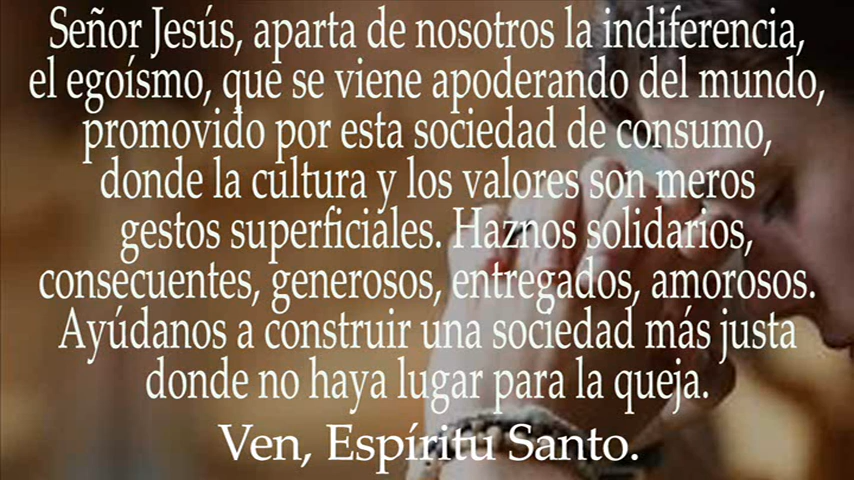 Señor Jesús, aparta de nosotros la indiferencia,
el egoísmo, que se viene apoderando del mundo,
promovido por esta sociedad de consumo,
donde la cultura y los valores son meros
gestos superficiales. Haznos solidarios,
consecuentes, generosos, entregados, amorosos.
Ayúdanos a construir una sociedad más justa
donde no haya lugar para la queja.
Ven, Espíritu Santo.